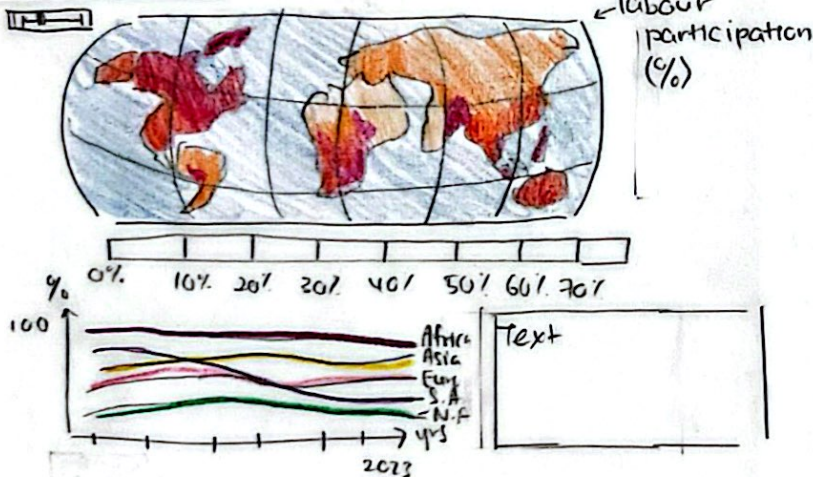 ← labour
participation
(%)
0% 10% 20% 30% 40% 50% 60% 70%
%
100
Africa
Asia
Eur
S.A
N.F
yrs
2023
Text